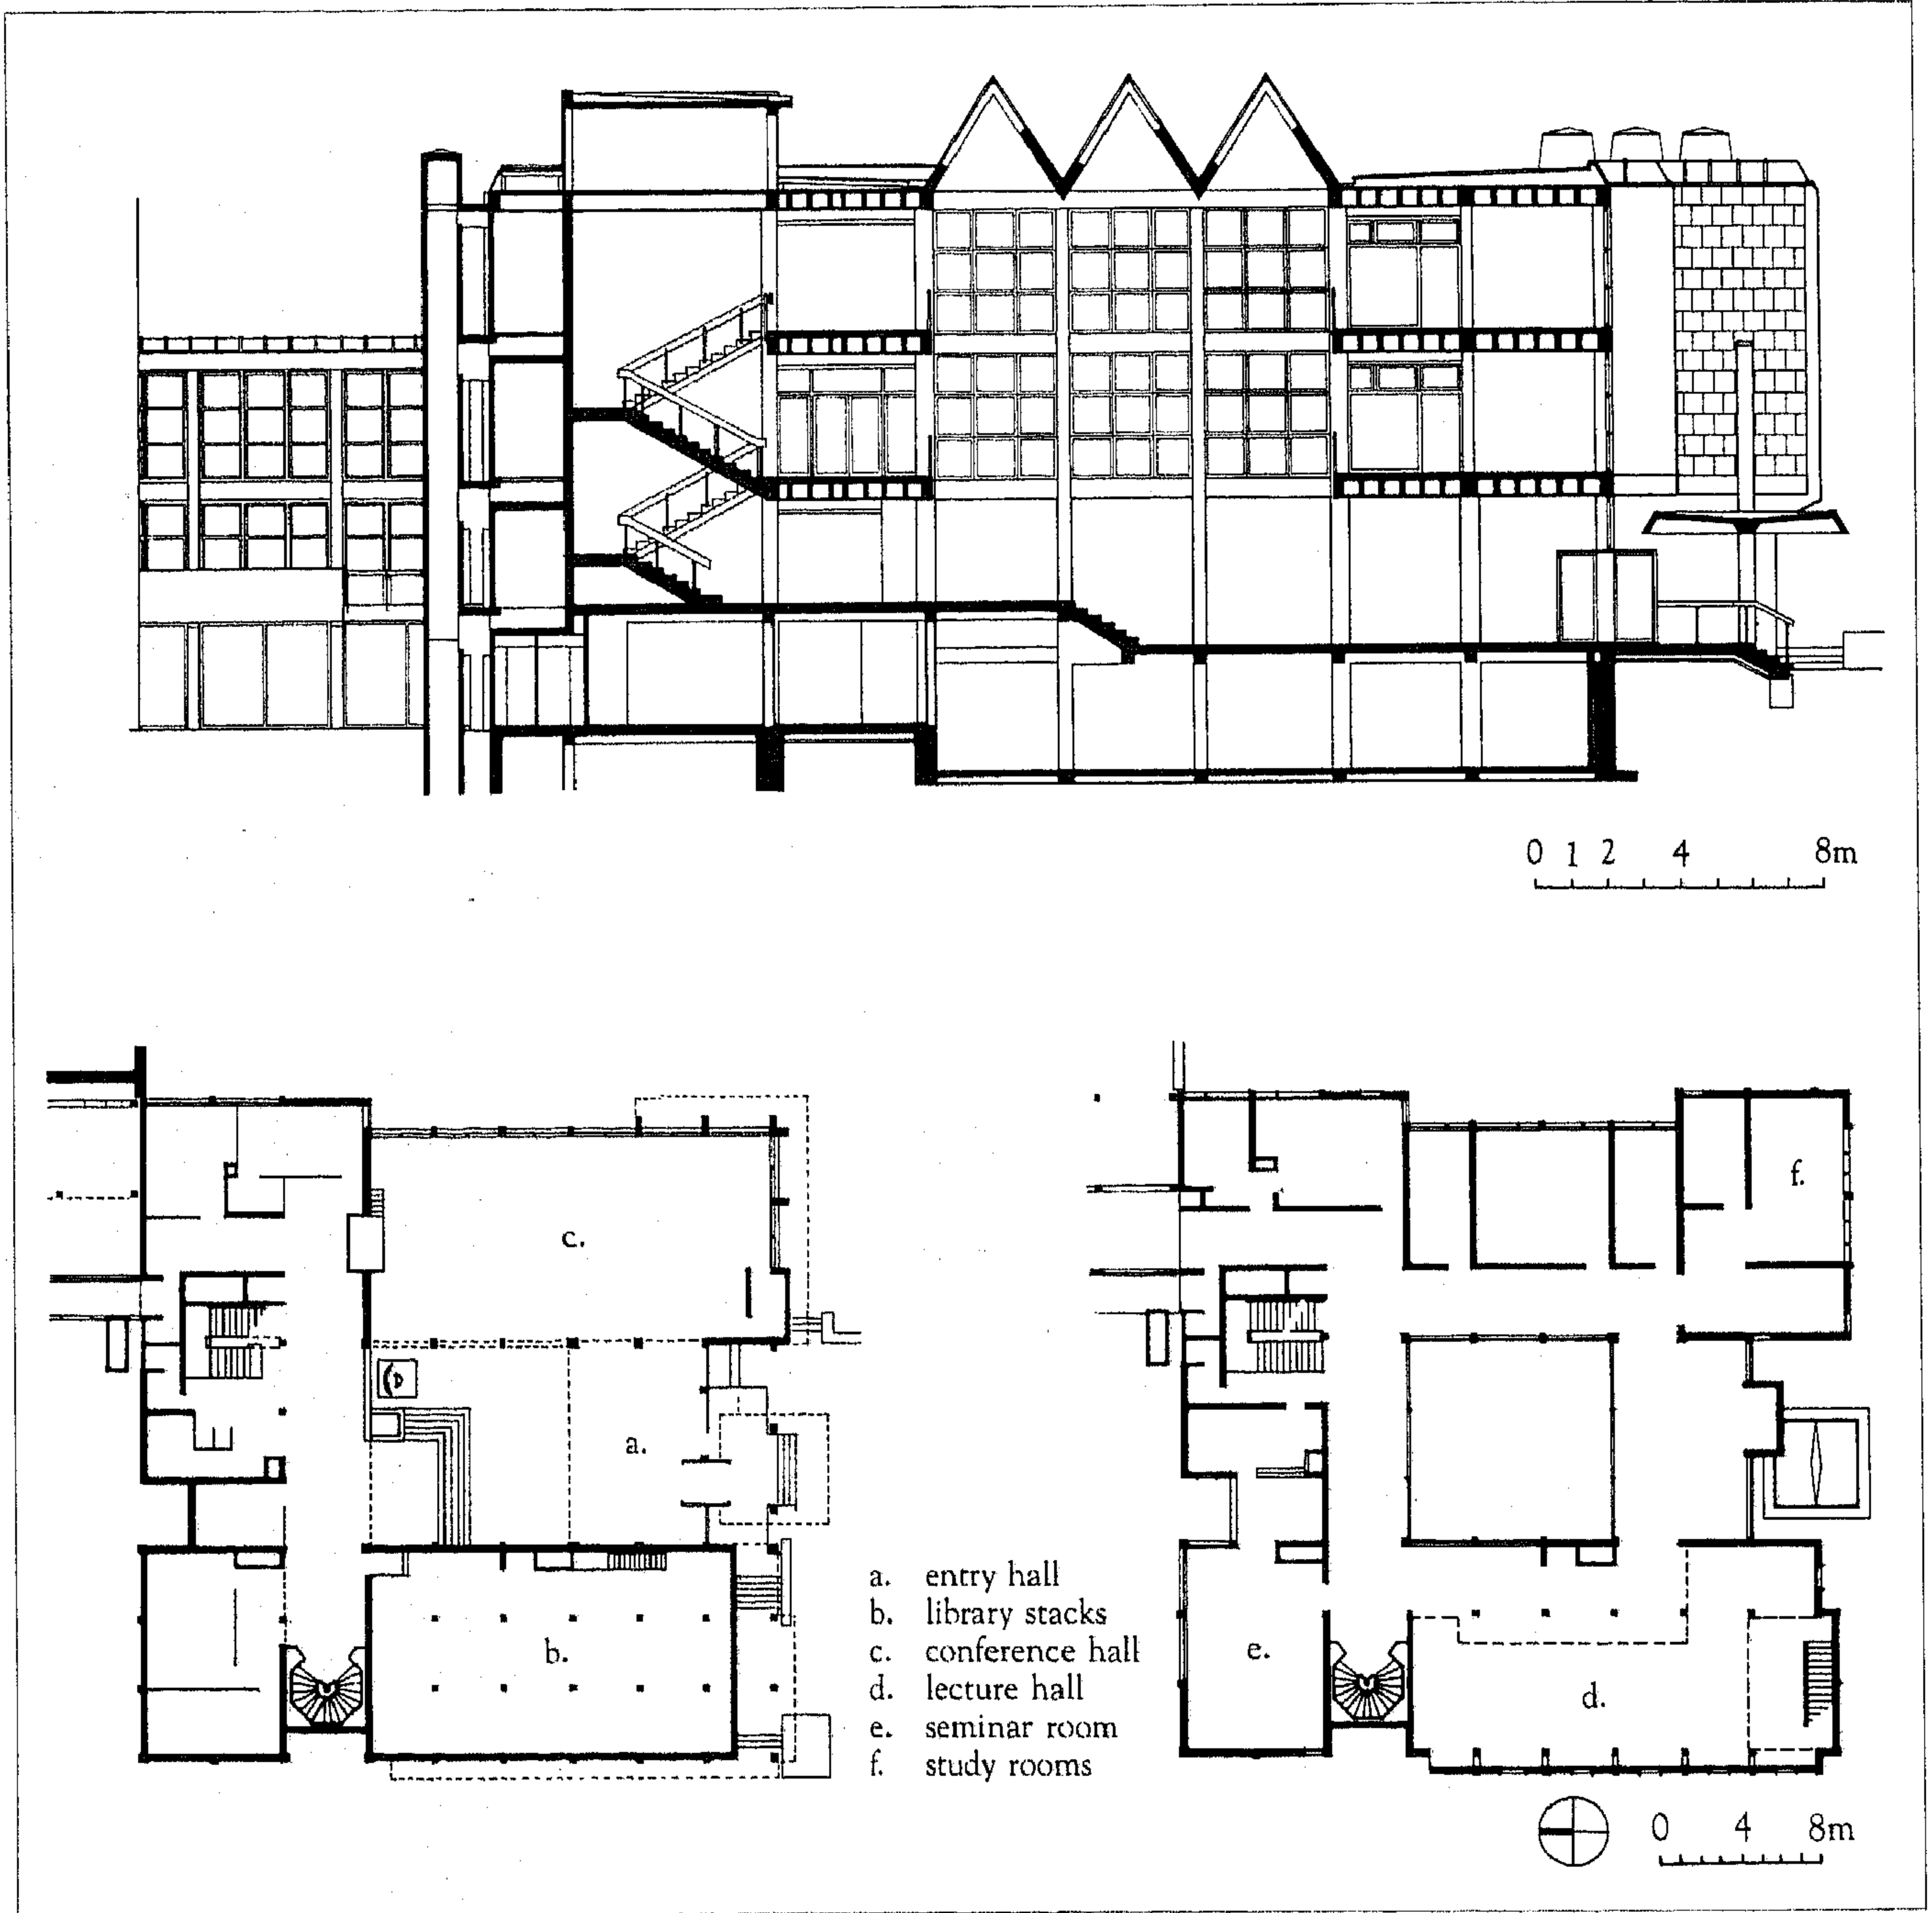 0 1 2 4 8m
c.
a.
b.
f.
e.
d.
a. entry hall
b. library stacks
c. conference hall
d. lecture hall
e. seminar room
f. study rooms
0 4 8m